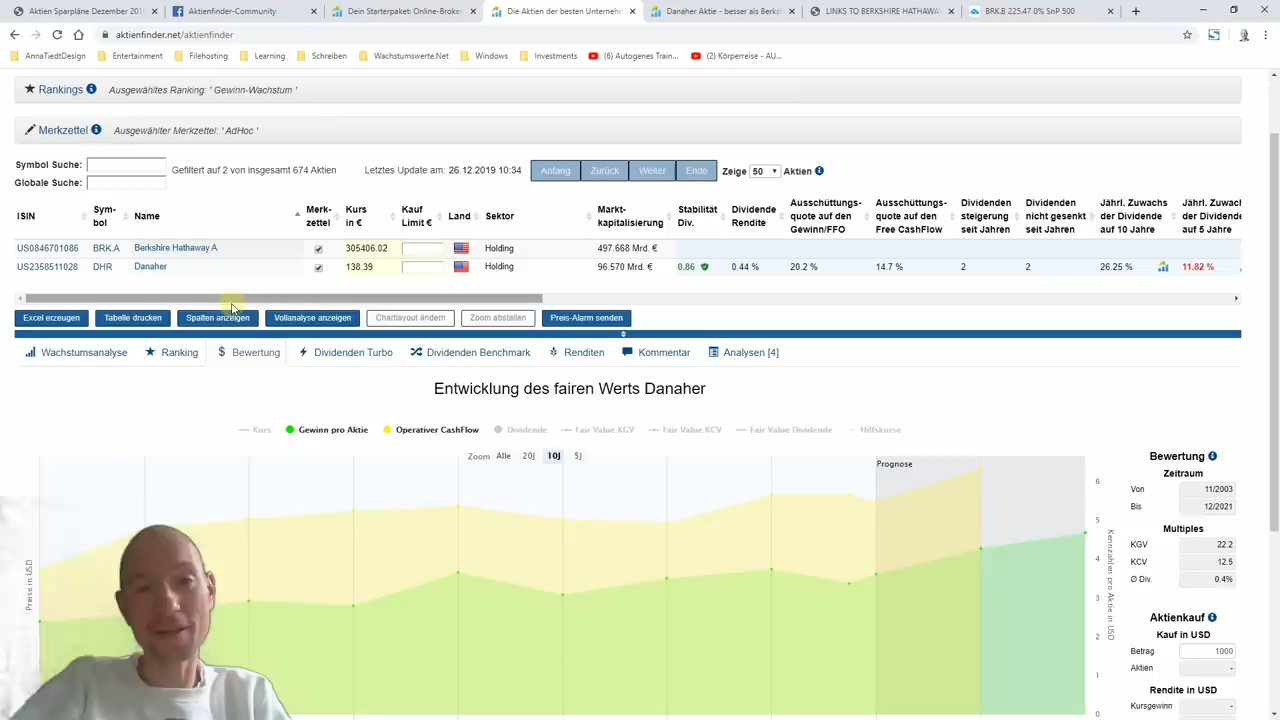 Aktien Sparpläne Dezember 201
Aktienfinder-Community
Dein Starterpaket: Online-Broker
Die Aktien der besten Unternehm
Danaher Aktie - besser als Berksh
LINKS TO BERKSHIRE HATHAWA
BRK.B 225.47 0% SnP 500
aktienfinder.net/aktienfinder
AnnaTiedtDesign
Entertainment
Filehosting
Learning
Schreiben
Wachstumswerte.Net
Windows
Investments
(6) Autogenes Train...
(2) Körperreise - AU...
Rankings
Ausgewähltes Ranking: ' Gewinn-Wachstum '
Merkzettel
Ausgewählter Merkzettel: ' AdHoc '
Symbol Suche:
Globale Suche:
Gefiltert auf 2 von insgesamt 674 Aktien
Letztes Update am: 26.12.2019 10:34
Anfang
Zurück
Weiter
Ende
Zeige 50 Aktien
ISIN
Sym-
bol
Name
Merk-
zettel
Kurs
in €
Kauf
Limit €
Land
Sektor
Markt-
kapitalisierung
Stabilität
Div.
Dividende
Rendite
Ausschüttungs-
quote auf den
Gewinn/FFO
Ausschüttungs-
quote auf den
Free CashFlow
Dividenden
steigerung
seit Jahren
Dividenden
nicht gesenkt
seit Jahren
Jährl. Zuwachs
der Dividende
auf 10 Jahre
Jährl. Zuwac
der Dividend
auf 5 Jahre
US0846701086 BRK.A Berkshire Hathaway A 305406.02 Holding 497.668 Mrd. €
US2358511028 DHR Danaher 138.39 Holding 96.570 Mrd. € 0.86 0.44 % 20.2 % 14.7 % 2 2 26.25 % 11.82 %
Excel erzeugen
Tabelle drucken
Spalten anzeigen
Vollanalyse anzeigen
Chartlayout ändern
Zoom abstellen
Preis-Alarm senden
Wachstumsanalyse
Ranking
Bewertung
Dividenden Turbo
Dividenden Benchmark
Renditen
Kommentar
Analysen [4]
Entwicklung des fairen Werts Danaher
Kurs
Gewinn pro Aktie
Operativer CashFlow
Dividende
Fair Value KGV
Fair Value KCV
Fair Value Dividende
Hilfskurse
Zoom Alle 20J 10J 5J
Prognose
6
5
4
3
2
1
0
Preise in USD
Kennzahlen pro Aktie in USD
Bewertung
Zeitraum
Von 11/2003
Bis 12/2021
Multiples
KGV 22.2
KCV 12.5
Ø Div. 0.4%
Aktienkauf
Kauf in USD
Betrag 1000
Aktien -
Rendite in USD
Kursgewinn -